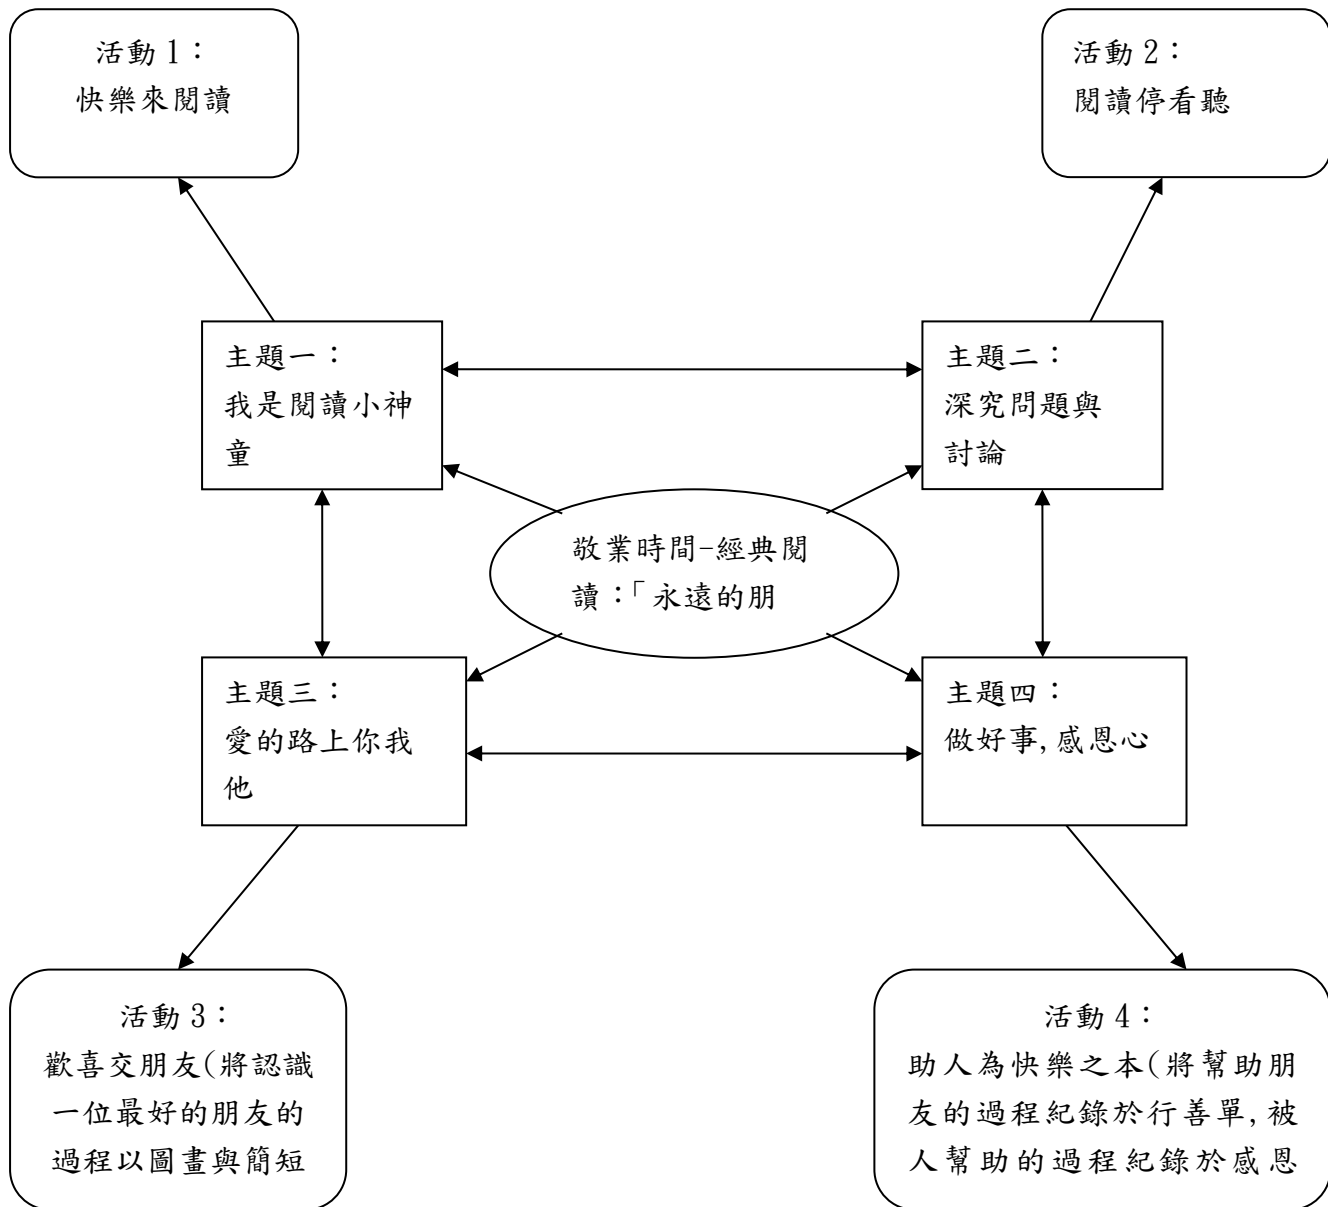 活動 1：
快樂來閱讀
活動 2：
閱讀停看聽
主題一：
我是閱讀小神
童
主題二：
深究問題與
討論
敬業時間-經典閱
讀：「永遠的朋
主題三：
愛的路上你我
他
主題四：
做好事,感恩心
活動 3：
歡喜交朋友(將認識
一位最好的朋友的
過程以圖畫與簡短
活動 4：
助人為快樂之本(將幫助朋
友的過程紀錄於行善單,被
人幫助的過程紀錄於感恩